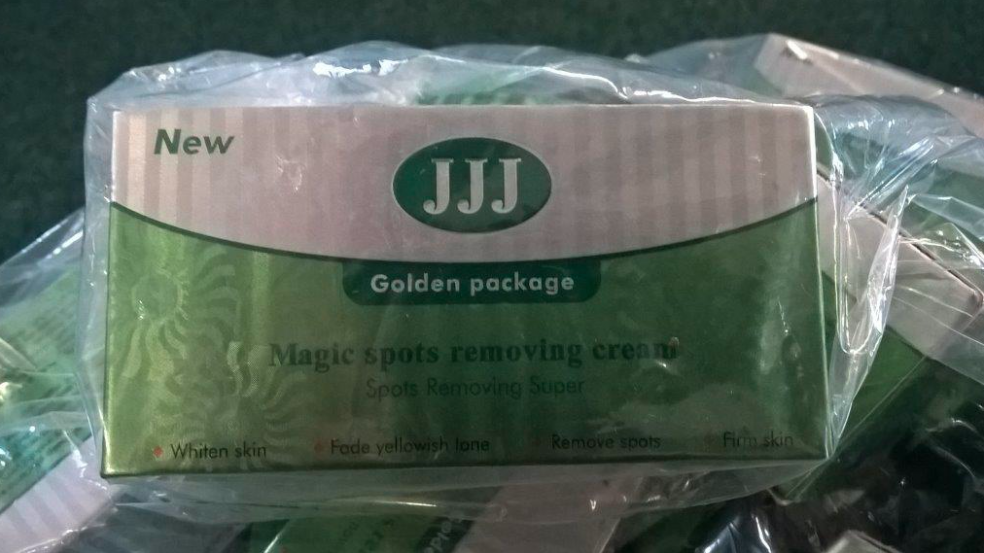 New
JJJ
Golden package
Magic spots removing cream
Spots Removing Super
Whiten skin Fade yellowish lone Remove spots Firm skin